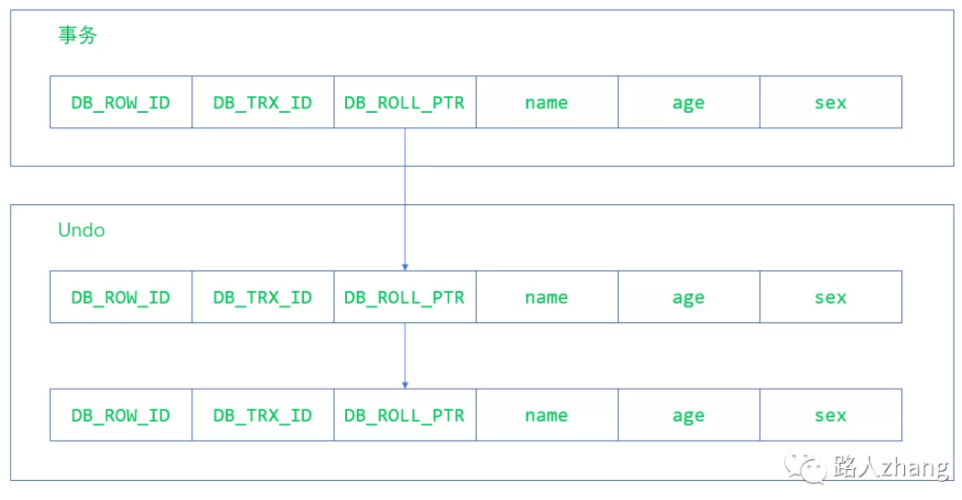 事务
DB_ROW_ID DB_TRX_ID DB_ROLL_PTR name age sex
Undo
DB_ROW_ID DB_TRX_ID DB_ROLL_PTR name age sex
DB_ROW_ID DB_TRX_ID DB_ROLL_PTR name age sex
路人zhang